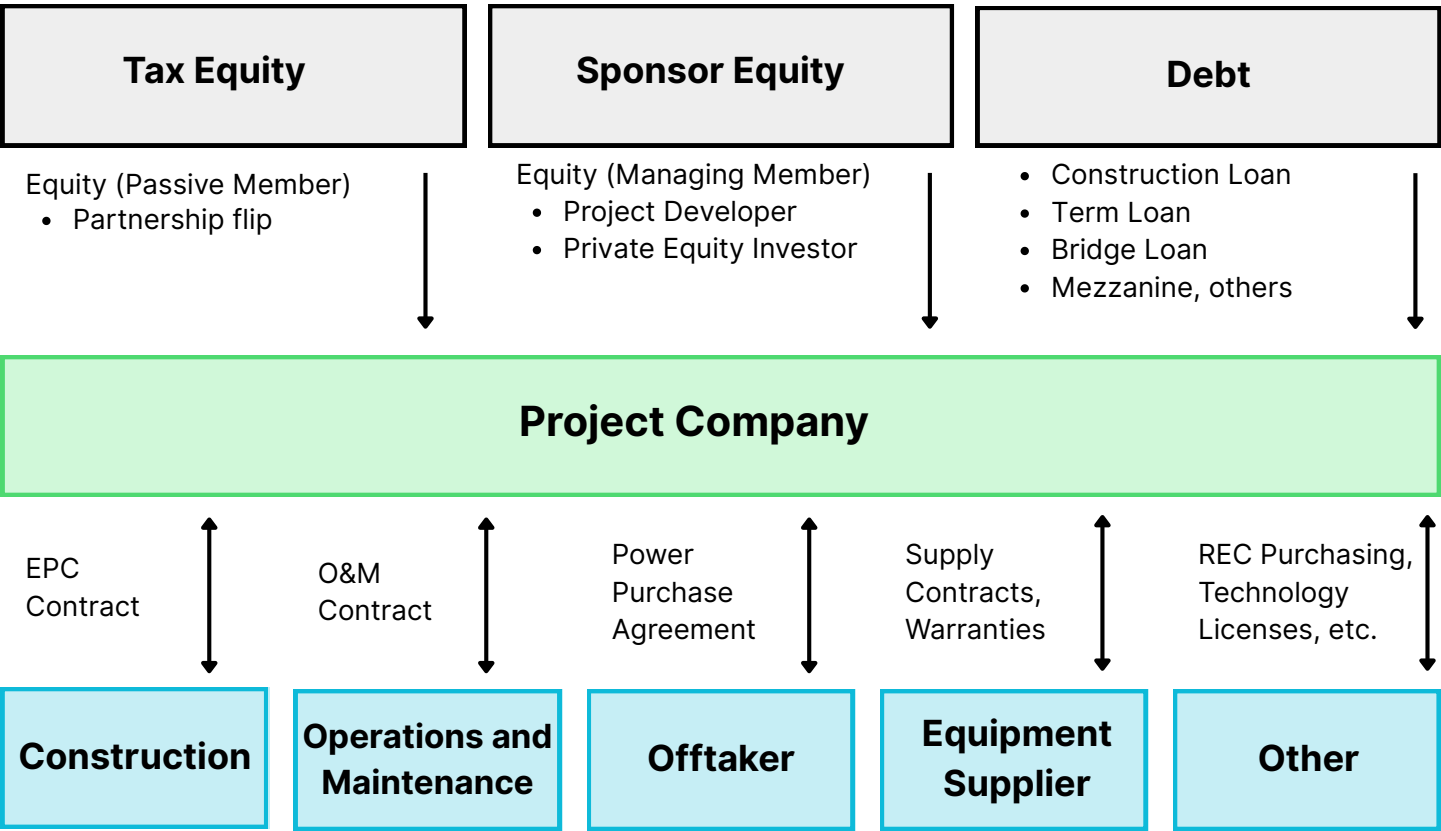 Tax Equity
Sponsor Equity
Debt
Equity (Passive Member)
• Partnership flip
Equity (Managing Member)
• Project Developer
• Private Equity Investor
• Construction Loan
• Term Loan
• Bridge Loan
• Mezzanine, others
Project Company
EPC
Contract
O&M
Contract
Power
Purchase
Agreement
Supply
Contracts,
Warranties
REC Purchasing,
Technology
Licenses, etc.
Construction
Operations and
Maintenance
Offtaker
Equipment
Supplier
Other